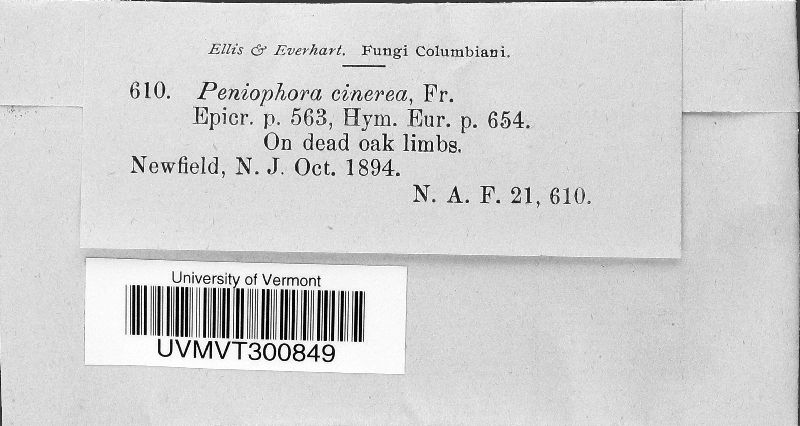 Ellis & Everhart. Fungi Columbiani.
610. Peniophora cinerea, Fr.
Epicr. p. 563, Hym. Eur. p. 654.
On dead oak limbs.
Newfield, N. J. Oct. 1894.
N. A. F. 21, 610.
University of Vermont
UVMVT300849